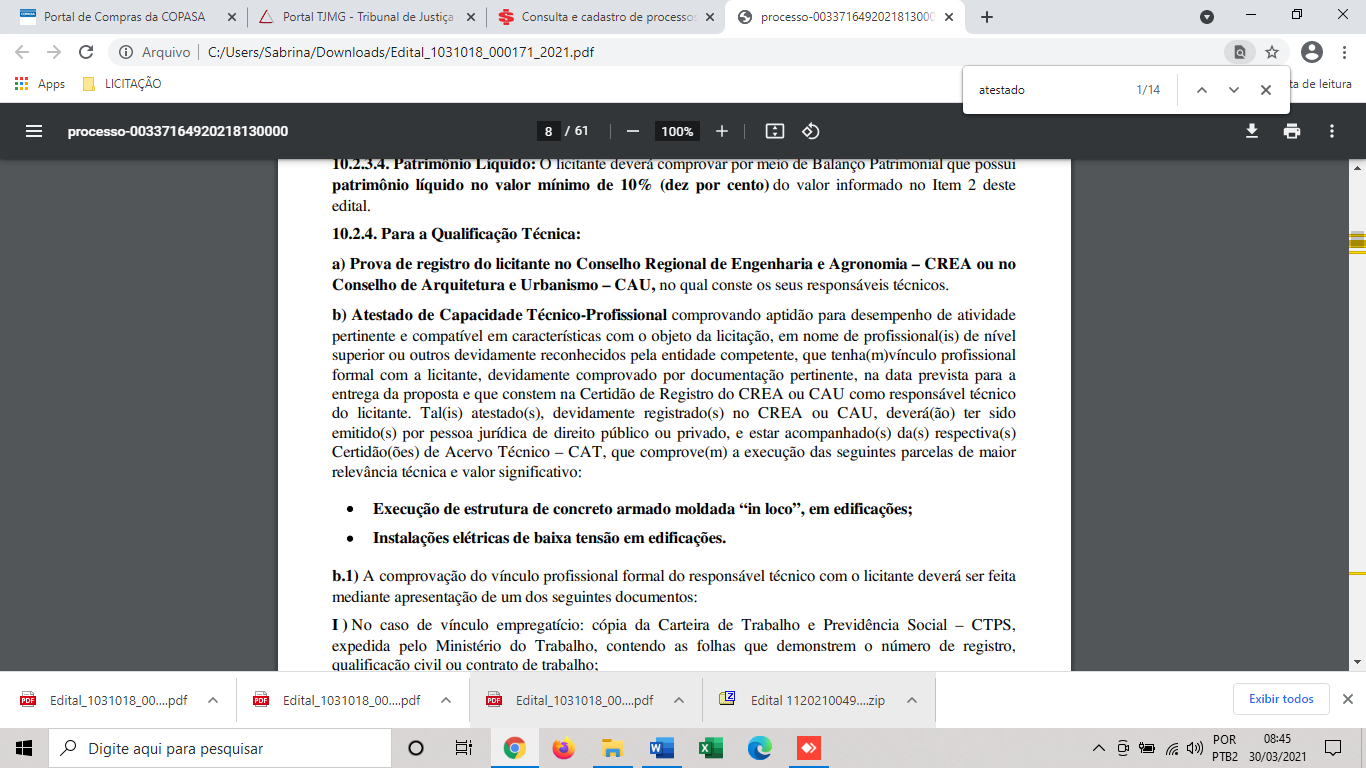 Portal de Compras da COPASA
Portal TJMG - Tribunal de Justiça
Consulta e cadastro de processos
processo-0033716492021813000
Arquivo
C:/Users/Sabrina/Downloads/Edital_1031018_000171_2021.pdf
Apps
LICITAÇÃO
ta de leitura
atestado
1/14
processo-00337164920218130000
8 / 61
100%
10.2.3.4. Patrimônio Líquido: O licitante deverá comprovar por meio de Balanço Patrimonial que possui
patrimônio líquido no valor mínimo de 10% (dez por cento) do valor informado no Item 2 deste
edital.
10.2.4. Para a Qualificação Técnica:
a) Prova de registro do licitante no Conselho Regional de Engenharia e Agronomia – CREA ou no
Conselho de Arquitetura e Urbanismo – CAU, no qual conste os seus responsáveis técnicos.
b) Atestado de Capacidade Técnico-Profissional comprovando aptidão para desempenho de atividade
pertinente e compatível em características com o objeto da licitação, em nome de profissional(is) de nível
superior ou outros devidamente reconhecidos pela entidade competente, que tenha(m)vínculo profissional
formal com a licitante, devidamente comprovado por documentação pertinente, na data prevista para a
entrega da proposta e que constem na Certidão de Registro do CREA ou CAU como responsável técnico
do licitante. Tal(is) atestado(s), devidamente registrado(s) no CREA ou CAU, deverá(ão) ter sido
emitido(s) por pessoa jurídica de direito público ou privado, e estar acompanhado(s) da(s) respectiva(s)
Certidão(ões) de Acervo Técnico – CAT, que comprove(m) a execução das seguintes parcelas de maior
relevância técnica e valor significativo:
• Execução de estrutura de concreto armado moldada “in loco”, em edificações;
• Instalações elétricas de baixa tensão em edificações.
b.1) A comprovação do vínculo profissional formal do responsável técnico com o licitante deverá ser feita
mediante apresentação de um dos seguintes documentos:
I ) No caso de vínculo empregatício: cópia da Carteira de Trabalho e Previdência Social – CTPS,
expedida pelo Ministério do Trabalho, contendo as folhas que demonstrem o número de registro,
qualificação civil ou contrato de trabalho;
Edital_1031018_00....pdf
Edital_1031018_00....pdf
Edital_1031018_00....pdf
Edital 1120210049....zip
Exibir todos
Digite aqui para pesquisar
POR
PTB2
08:45
30/03/2021